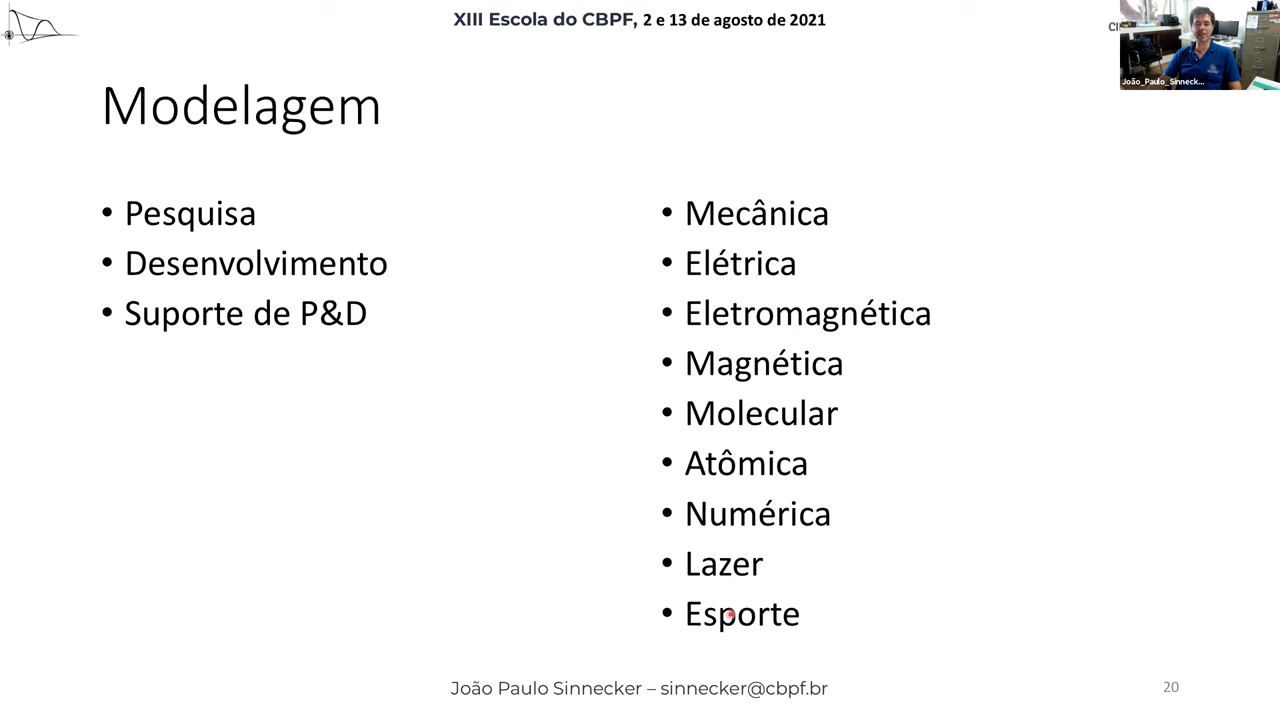 XIII Escola do CBPF, 2 e 13 de agosto de 2021
João_Paulo_Sinneck...
Modelagem
• Pesquisa
• Desenvolvimento
• Suporte de P&D
• Mecânica
• Elétrica
• Eletromagnética
• Magnética
• Molecular
• Atômica
• Numérica
• Lazer
• Esporte
João Paulo Sinnecker – sinnecker@cbpf.br
20